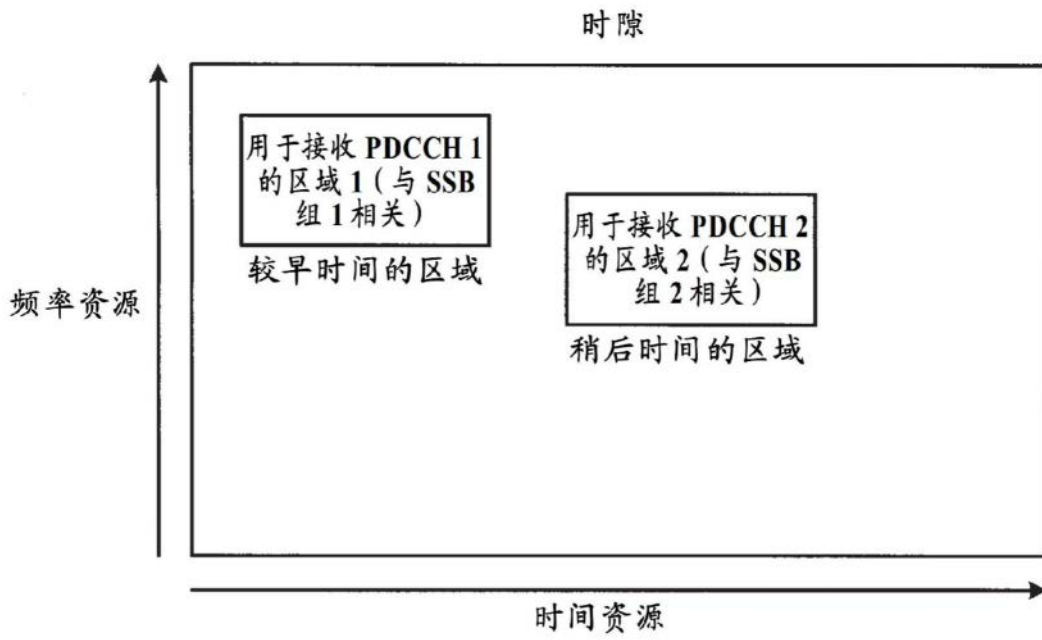 时隙
用于接收 PDCCH 1
的区域 1（与 SSB
组 1 相关）
较早时间的区域
用于接收 PDCCH 2
的区域 2（与 SSB
组 2 相关）
稍后时间的区域
频率资源
时间资源